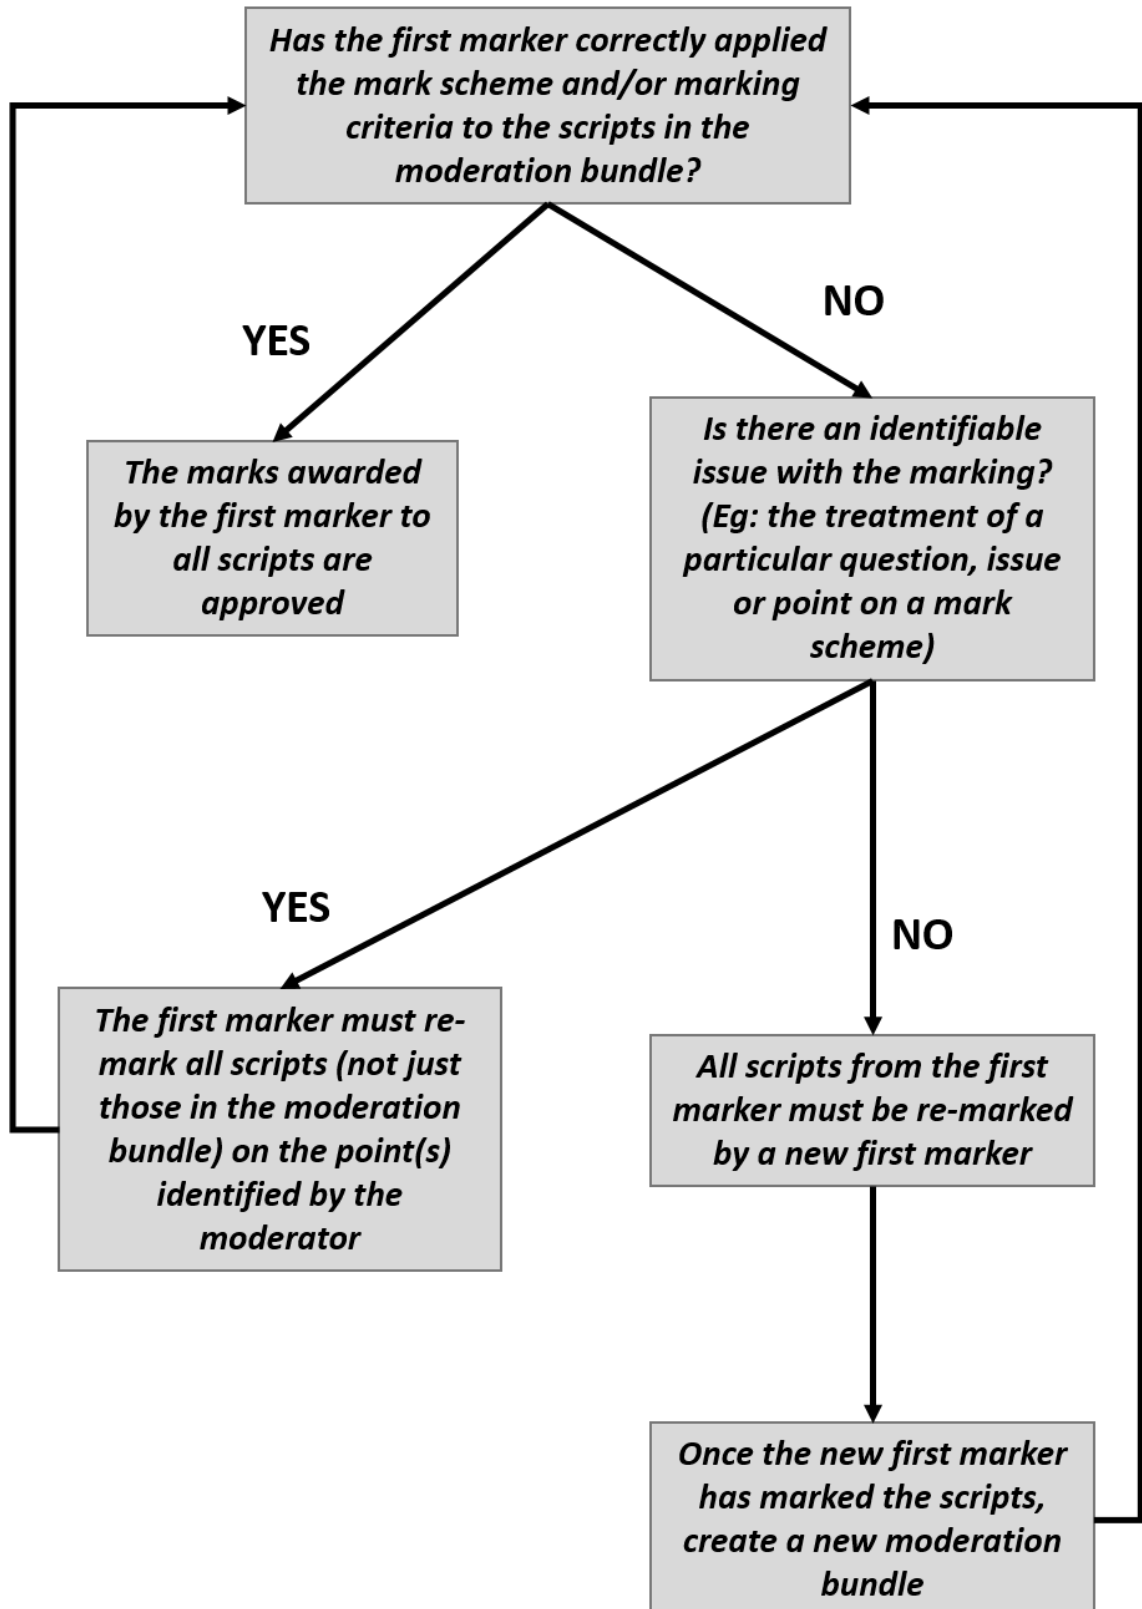 Has the first marker correctly applied
the mark scheme and/or marking
criteria to the scripts in the
moderation bundle?
YES
NO
The marks awarded
by the first marker to
all scripts are
approved
Is there an identifiable
issue with the marking?
(Eg: the treatment of a
particular question, issue
or point on a mark
scheme)
YES
NO
The first marker must re-
mark all scripts (not just
those in the moderation
bundle) on the point(s)
identified by the
moderator
All scripts from the first
marker must be re-marked
by a new first marker
Once the new first marker
has marked the scripts,
create a new moderation
bundle